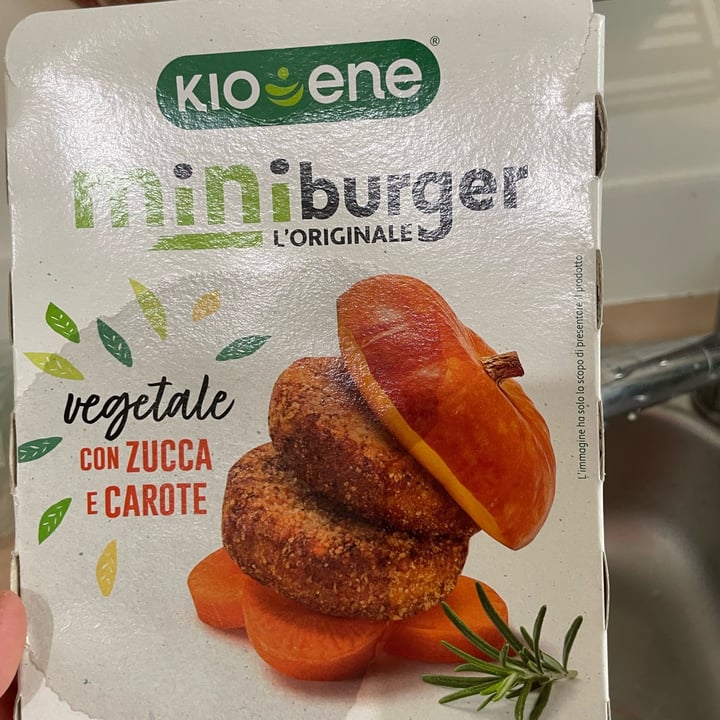 KIOENE®
miniburger
L'ORIGINALE
vegetale
CON ZUCCA
E CAROTE
L'immagine ha solo lo scopo di presentare il prodotto.